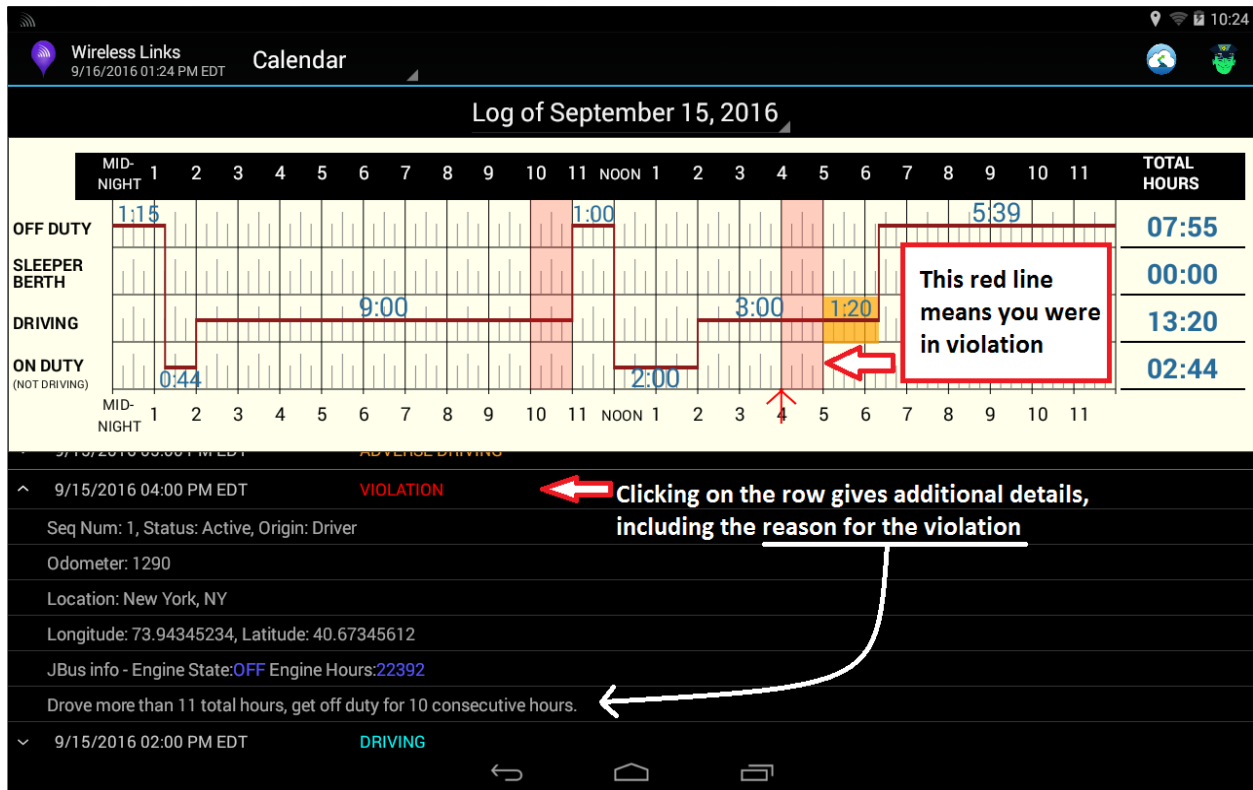 10:24
Wireless Links
9/16/2016 01:24 PM EDT
Calendar
Log of September 15, 2016
MID-
NIGHT 1 2 3 4 5 6 7 8 9 10 11 NOON 1 2 3 4 5 6 7 8 9 10 11
TOTAL
HOURS
1:15 1:00 5:39
OFF DUTY 07:55
SLEEPER
BERTH 00:00
9:00 3:00 1:20
DRIVING 13:20
ON DUTY 02:44
(NOT DRIVING) 0:44 2:00
This red line
means you were
in violation
MID-
NIGHT 1 2 3 4 5 6 7 8 9 10 11 NOON 1 2 3 4 5 6 7 8 9 10 11
9/15/2016 05:00 PM EDT ADVERSE DRIVING
9/15/2016 04:00 PM EDT VIOLATION
Clicking on the row gives additional details,
including the reason for the violation
Seq Num: 1, Status: Active, Origin: Driver
Odometer: 1290
Location: New York, NY
Longitude: 73.94345234, Latitude: 40.67345612
JBus info - Engine State:OFF Engine Hours:22392
Drove more than 11 total hours, get off duty for 10 consecutive hours.
9/15/2016 02:00 PM EDT DRIVING